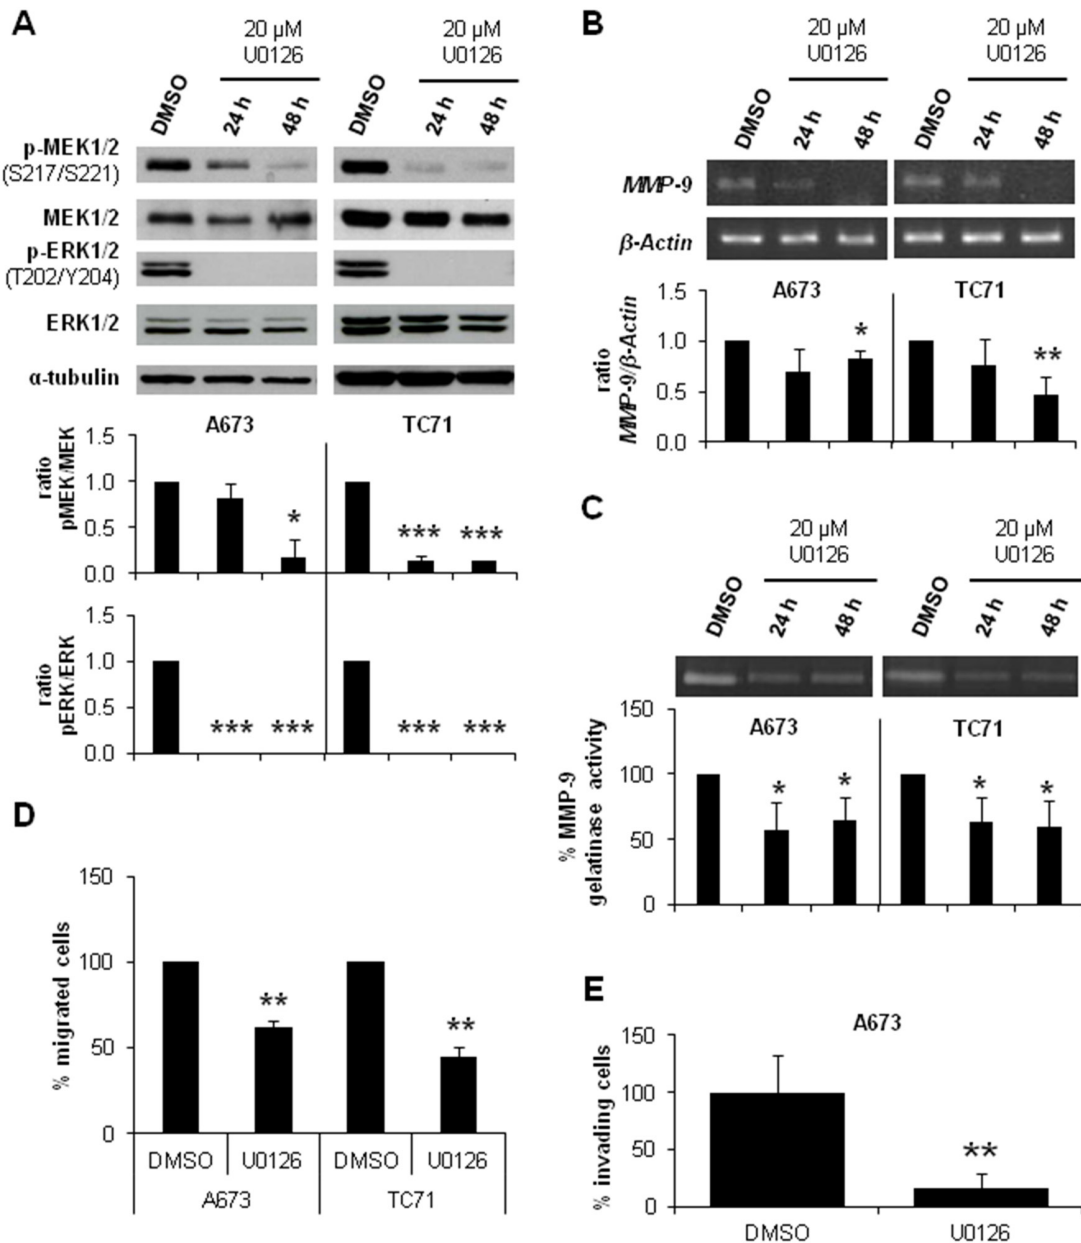 A
20 µM
U0126
20 µM
U0126
DMSO
24 h
48 h
DMSO
24 h
48 h
p-MEK1/2
(S217/S221)
MEK1/2
p-ERK1/2
(T202/Y204)
ERK1/2
α-tubulin
A673
TC71
ratio
pMEK/MEK
1.5
1.0
0.5
0.0
*
***
***
ratio
pERK/ERK
1.5
1.0
0.5
0.0
***
***
***
***
B
20 µM
U0126
20 µM
U0126
DMSO
24 h
48 h
DMSO
24 h
48 h
MMP-9
β-Actin
A673
TC71
ratio
MMP-9/β-Actin
1.5
1.0
0.5
0.0
*
**
C
20 µM
U0126
20 µM
U0126
DMSO
24 h
48 h
DMSO
24 h
48 h
A673
TC71
% MMP-9
gelatinase activity
150
100
50
0
*
*
*
*
D
% migrated cells
150
100
50
0
**
**
DMSO
U0126
DMSO
U0126
A673
TC71
E
A673
% invading cells
150
100
50
0
**
DMSO
U0126